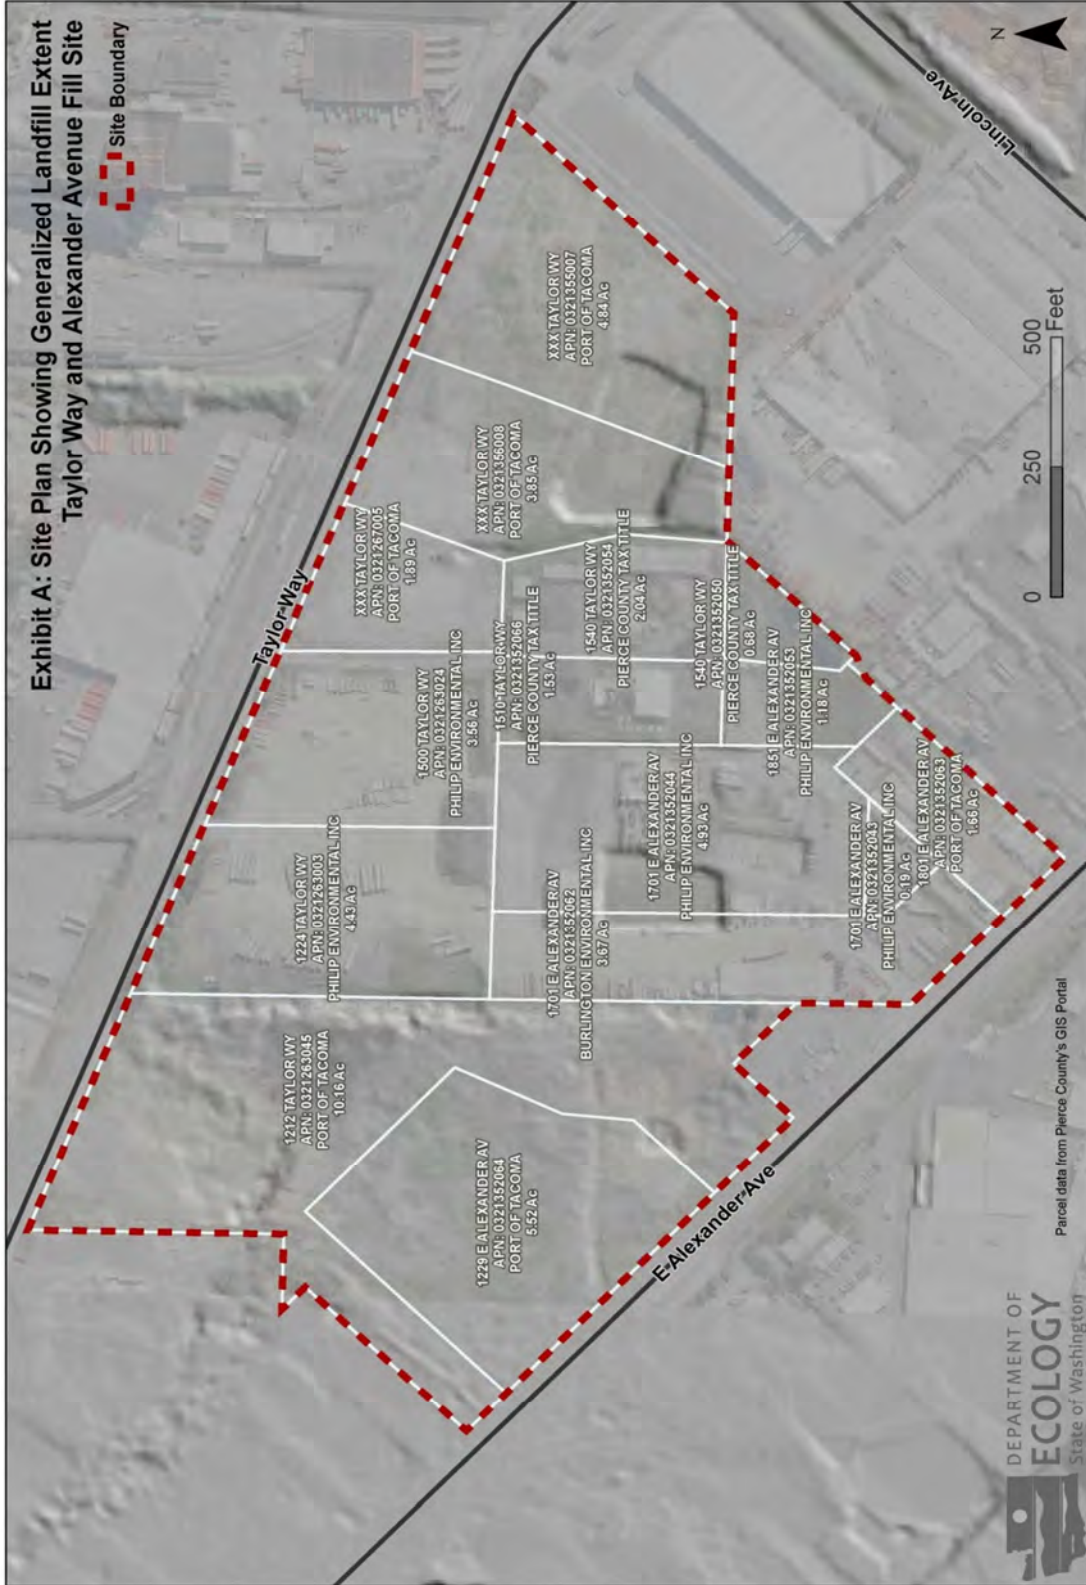 Exhibit A: Site Plan Showing Generalized Landfill Extent
Taylor Way and Alexander Avenue Fill Site
Site Boundary
N
Taylor Way
Lincoln Ave
E Alexander Ave
1212 TAYLOR WY
APN: 0321263045
PORT OF TACOMA
10.16 Ac
1229 E ALEXANDER AV
APN: 0321352064
PORT OF TACOMA
5.52 Ac
1224 TAYLOR WY
APN: 0321263003
PHILIP ENVIRONMENTAL INC
4.43 Ac
1500 TAYLOR WY
APN: 0321263024
PHILIP ENVIRONMENTAL INC
3.56 Ac
XXX TAYLOR WY
APN: 0321267005
PORT OF TACOMA
1.89 Ac
XXX TAYLOR WY
APN: 0321356008
PORT OF TACOMA
3.85 Ac
XXX TAYLOR WY
APN: 0321355007
PORT OF TACOMA
4.84 Ac
1510 TAYLOR WY
APN: 0321352066
PIERCE COUNTY TAX TITLE
1.53 Ac
1540 TAYLOR WY
APN: 0321352054
PIERCE COUNTY TAX TITLE
2.04 Ac
1540 TAYLOR WY
APN: 0321352050
PIERCE COUNTY TAX TITLE
0.68 Ac
1701 E ALEXANDER AV
APN: 0321352062
BURLINGTON ENVIRONMENTAL INC
3.67 Ac
1701 E ALEXANDER AV
APN: 0321352044
PHILIP ENVIRONMENTAL INC
4.93 Ac
1851 E ALEXANDER AV
APN: 0321352053
PHILIP ENVIRONMENTAL INC
1.18 Ac
1701 E ALEXANDER AV
APN: 0321352043
PHILIP ENVIRONMENTAL INC
0.19 Ac
1801 E ALEXANDER AV
APN: 0321352063
PORT OF TACOMA
1.66 Ac
DEPARTMENT OF
ECOLOGY
State of Washington
Parcel data from Pierce County's GIS Portal
0 250 500
Feet